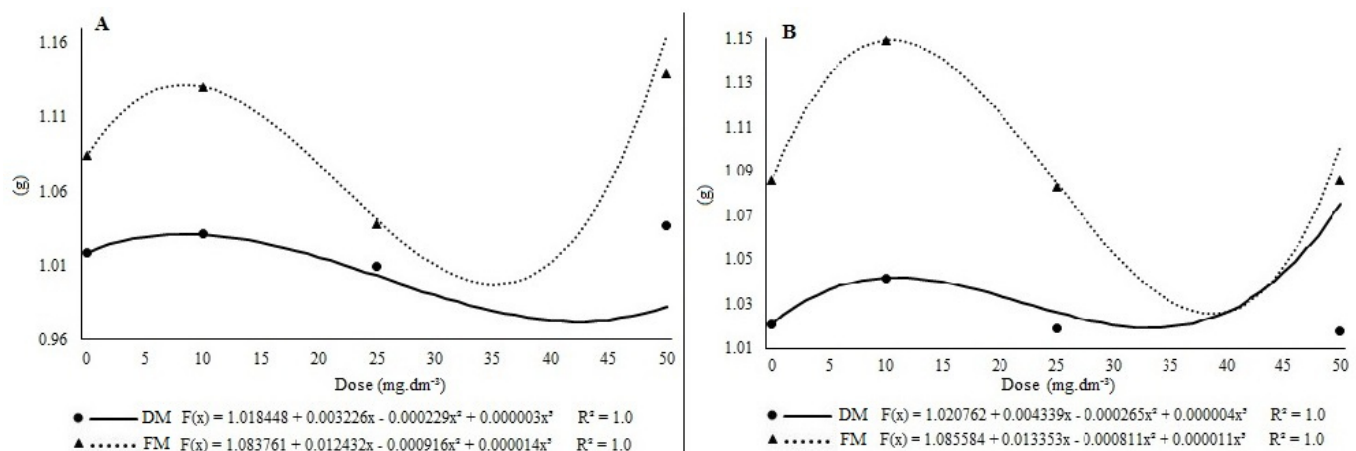 A
1.16
1.11
1.06
1.01
0.96
(g)
0 5 10 15 20 25 30 35 40 45 50
Dose (mg.dm⁻³)
DM F(x) = 1.018448 + 0.003226x - 0.000229x² + 0.000003x³ R² = 1.0
FM F(x) = 1.083761 + 0.012432x - 0.000916x² + 0.000014x³ R² = 1.0
B
1.15
1.13
1.11
1.09
1.07
1.05
1.03
1.01
(g)
0 5 10 15 20 25 30 35 40 45 50
Dose (mg.dm⁻³)
DM F(x) = 1.020762 + 0.004339x - 0.000265x² + 0.000004x³ R² = 1.0
FM F(x) = 1.085584 + 0.013353x - 0.000811x² + 0.000011x³ R² = 1.0